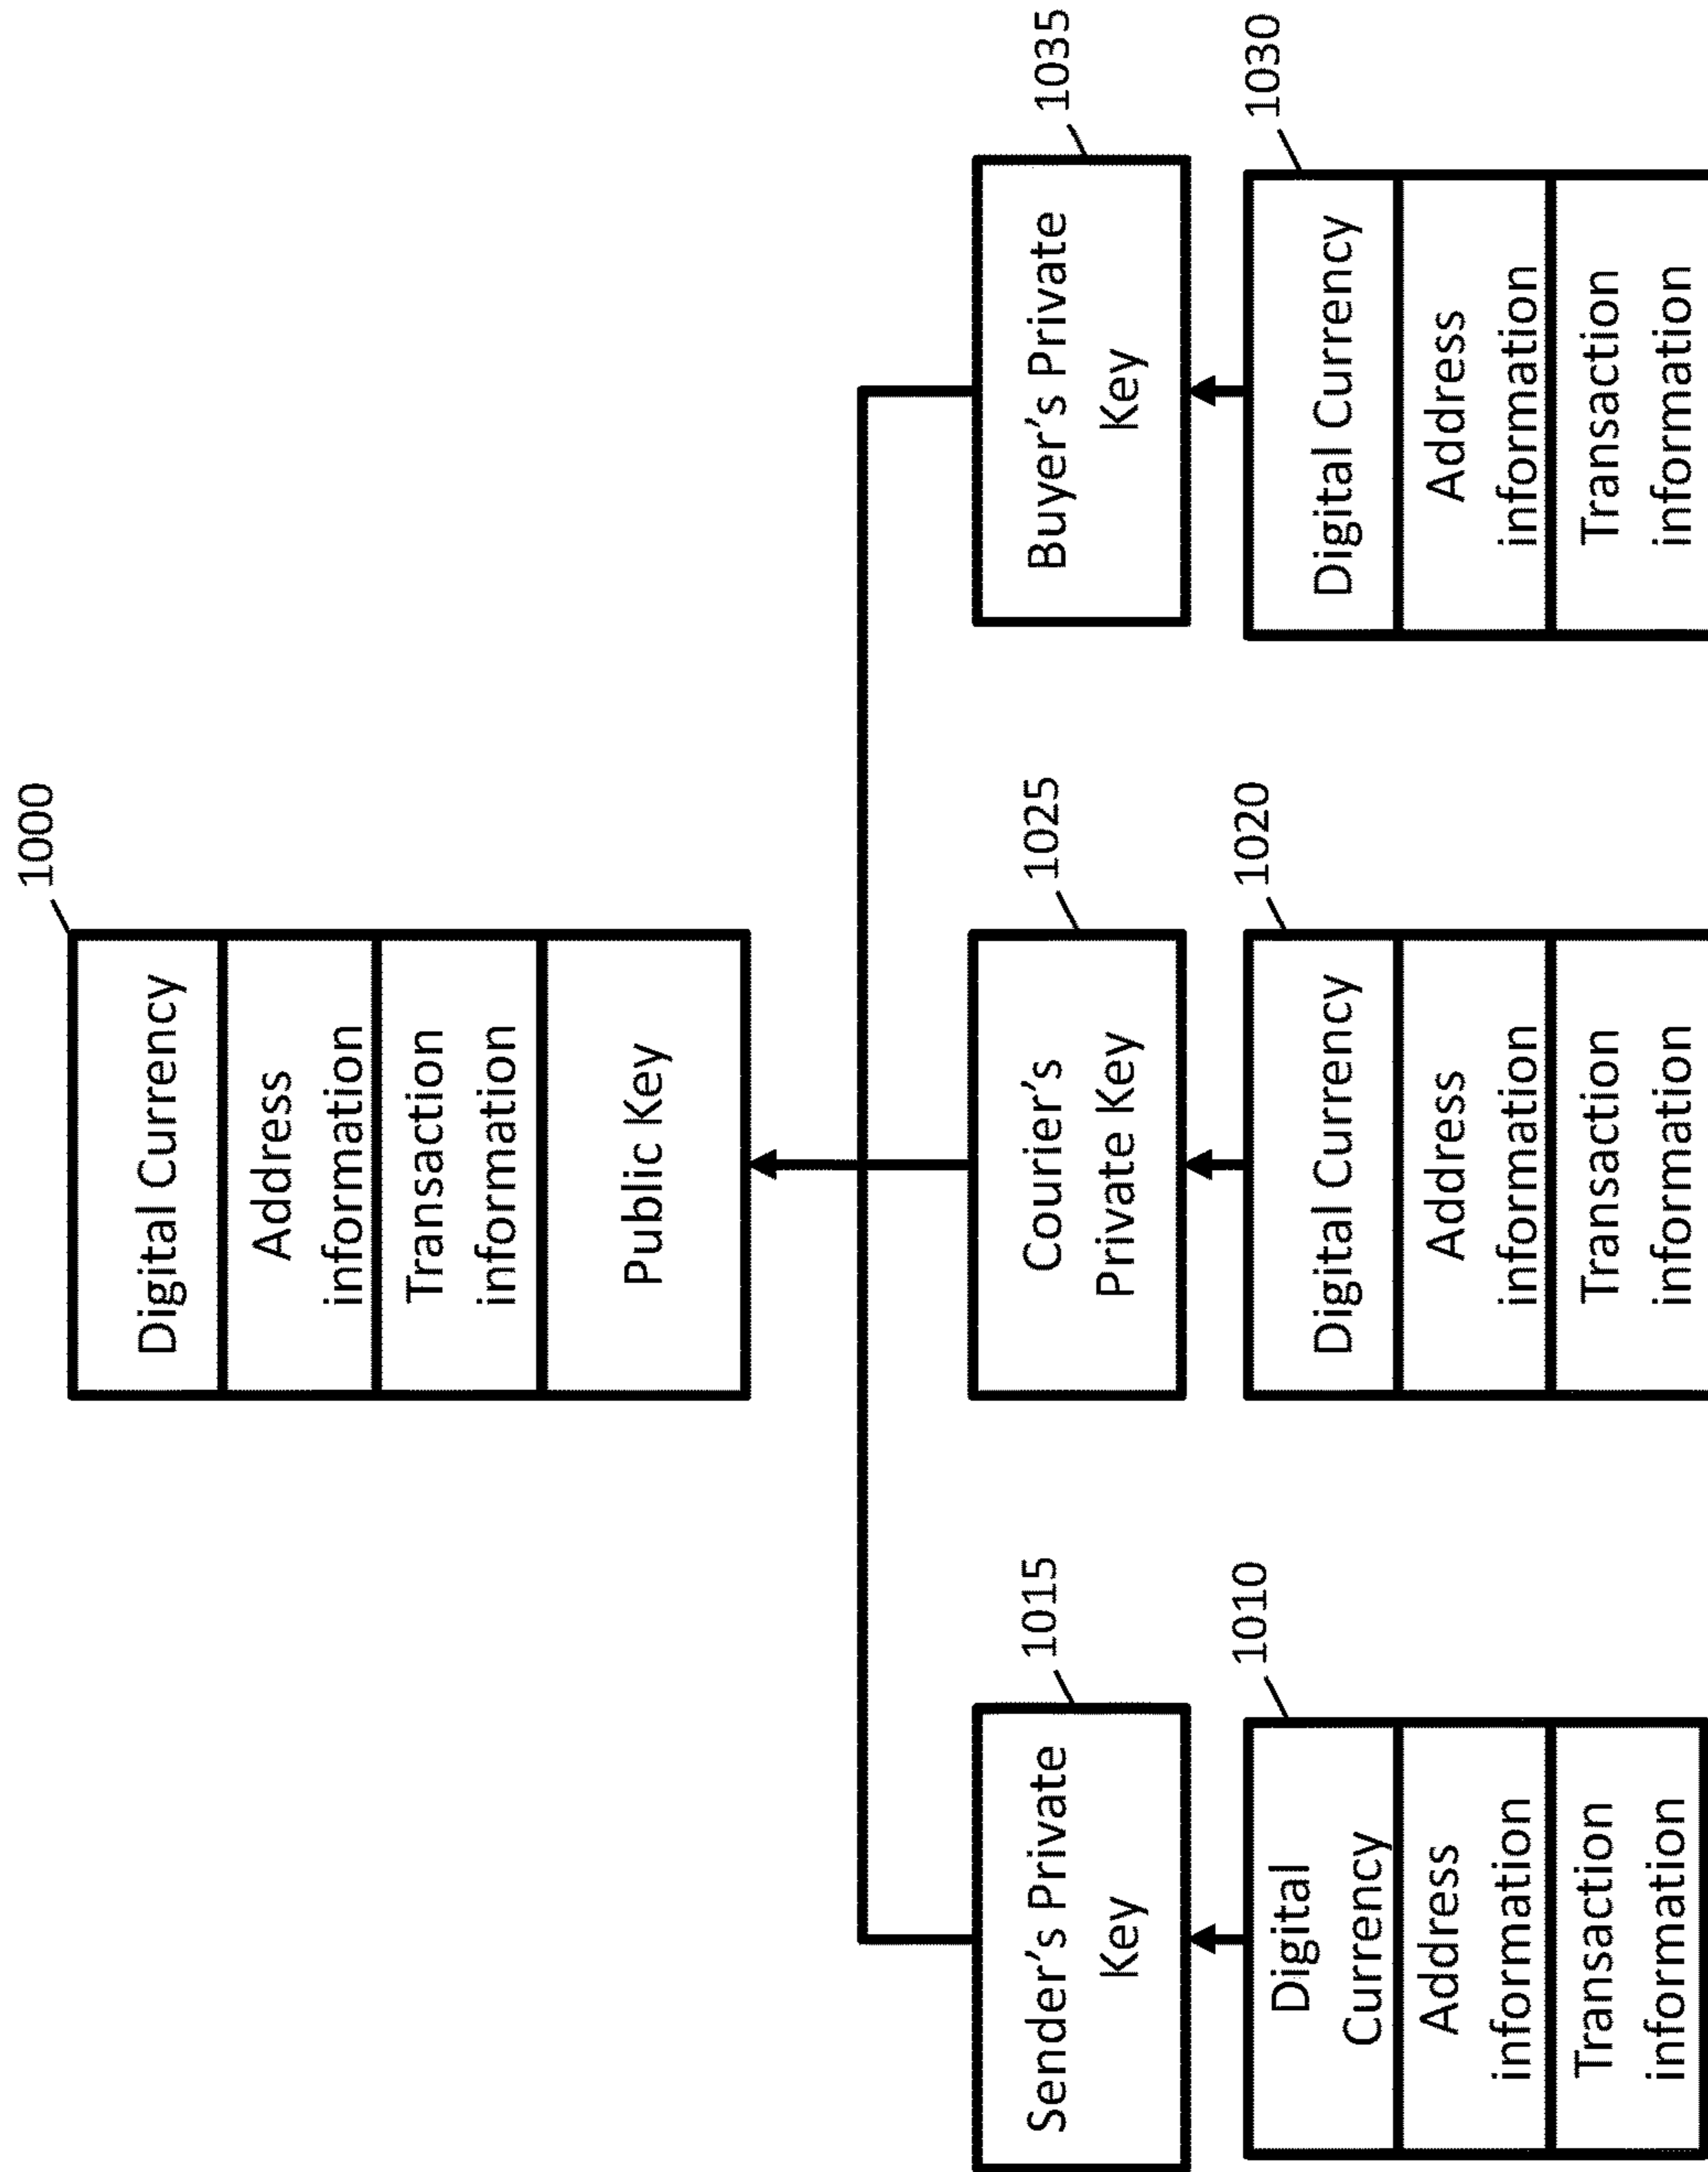 1000
Digital Currency
Address
information
Transaction
information
Public Key
1015
Sender's Private
Key
1010
Digital
Currency
Address
information
Transaction
information
1025
Courier's
Private Key
1020
Digital Currency
Address
information
Transaction
information
1035
Buyer's Private
Key
1030
Digital Currency
Address
information
Transaction
information